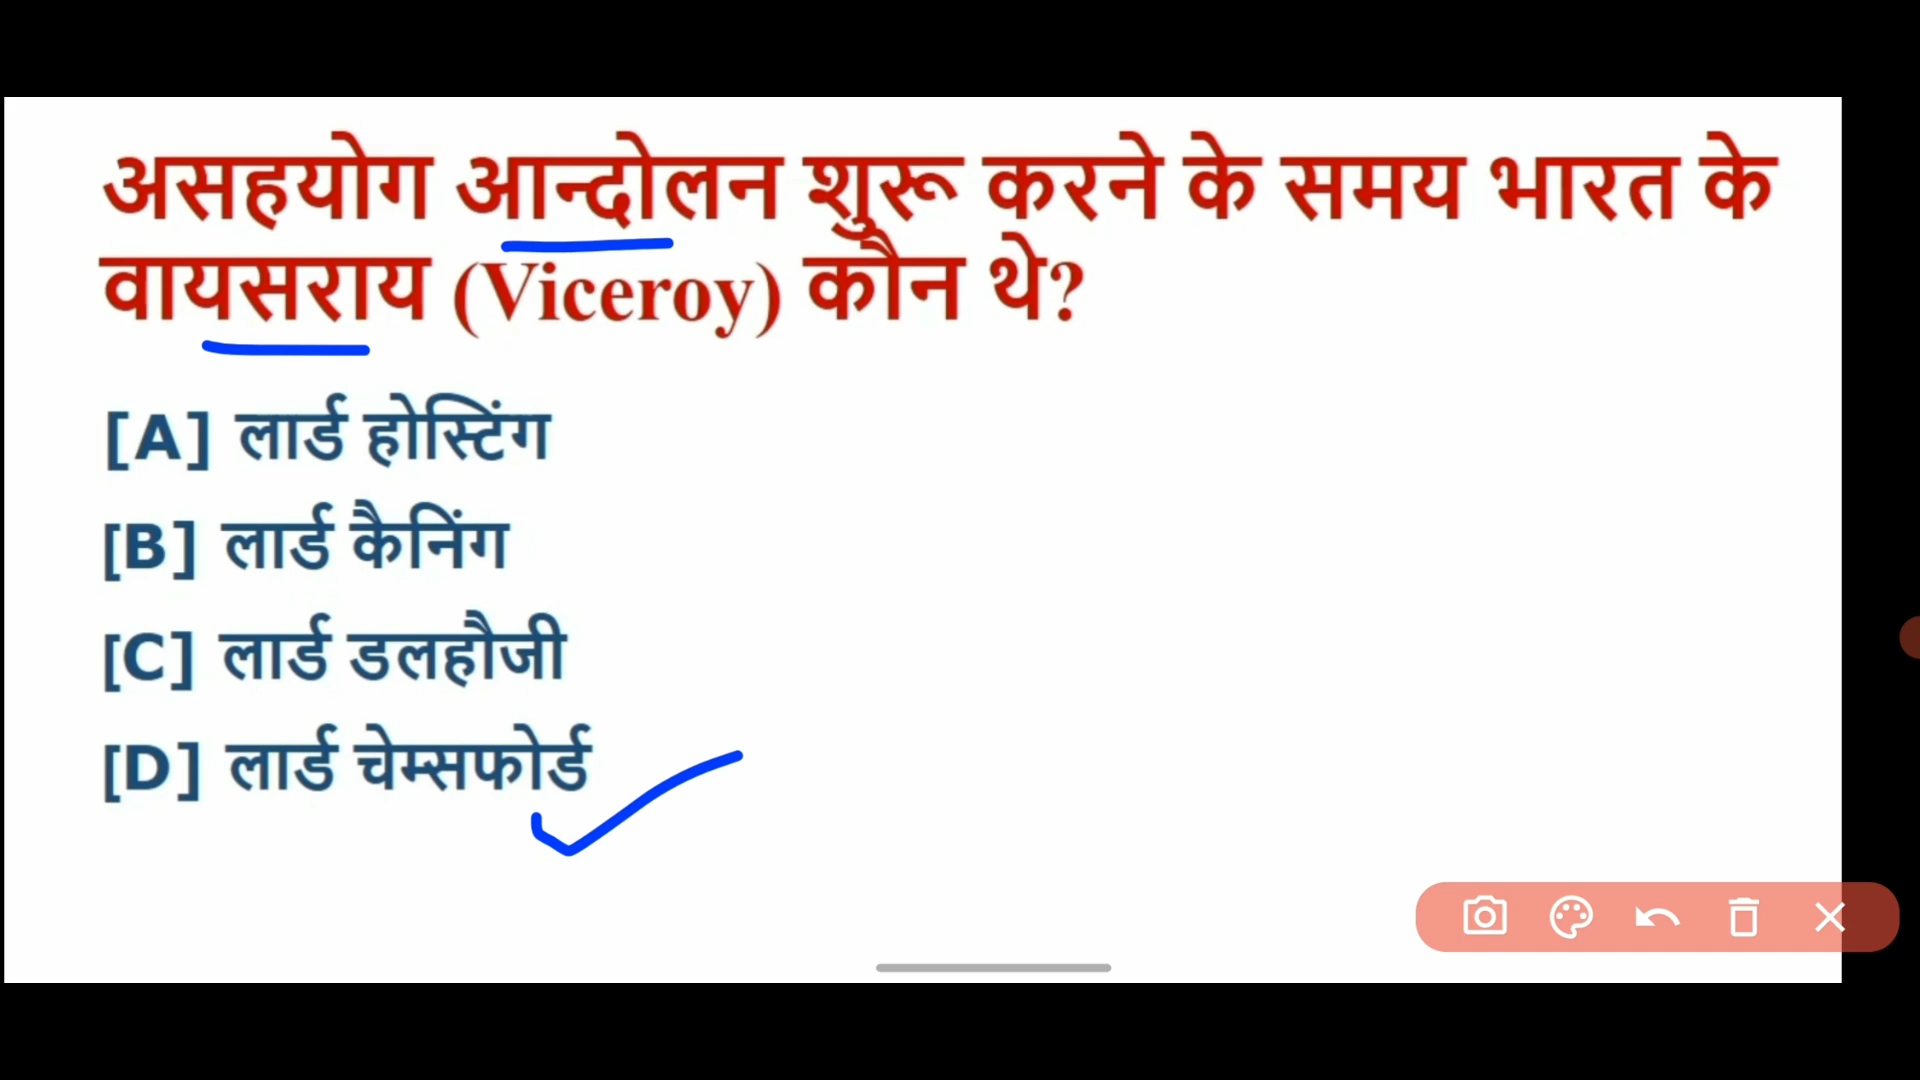 असहयोग आन्दोलन शुरू करने के समय भारत के
वायसराय (Viceroy) कौन थे?
[A] लार्ड होस्टिंग
[B] लार्ड कैनिंग
[C] लार्ड डलहौजी
[D] लार्ड चेम्सफोर्ड